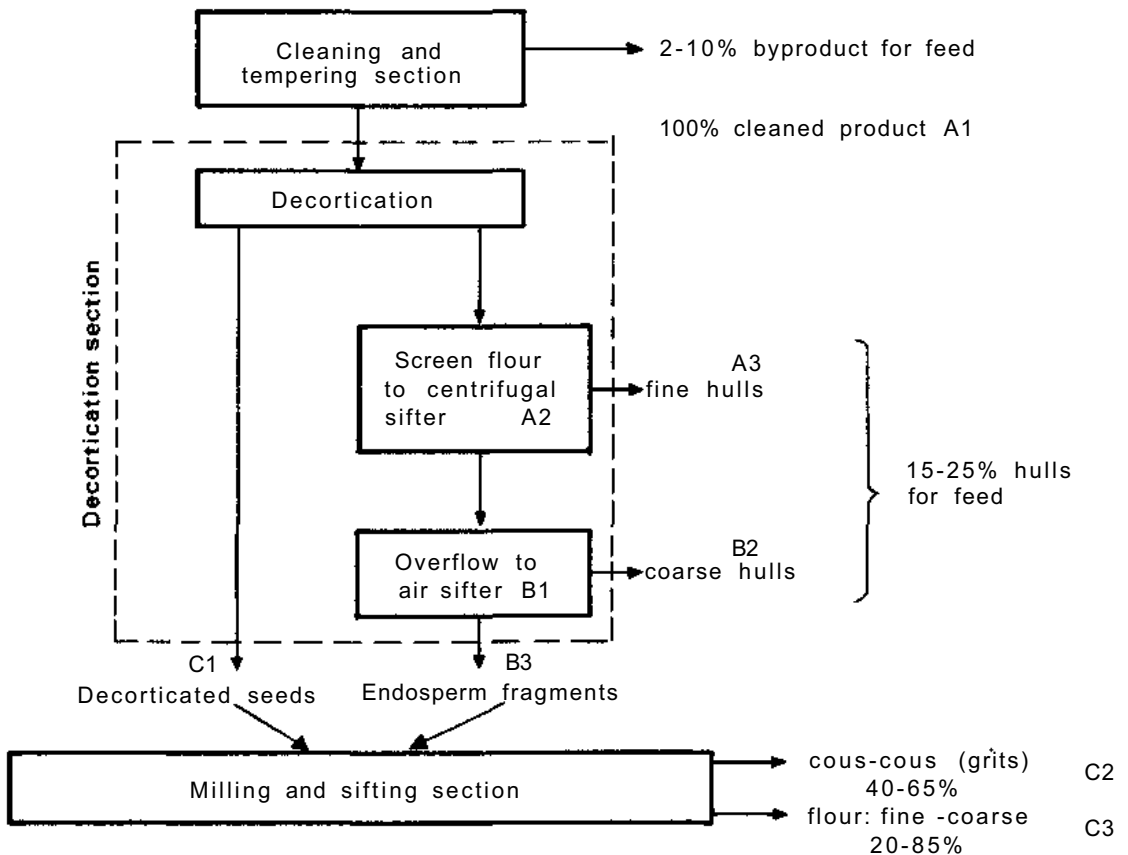 Cleaning and
tempering section
2-10% byproduct for feed
100% cleaned product A1
Decortication section
Decortication
Screen flour
to centrifugal
sifter A2
A3
fine hulls
15-25% hulls
for feed
Overflow to
air sifter B1
B2
coarse hulls
C1
Decorticated seeds
B3
Endosperm fragments
Milling and sifting section
cous-cous (grits)
40-65%
C2
flour: fine -coarse
20-85%
C3